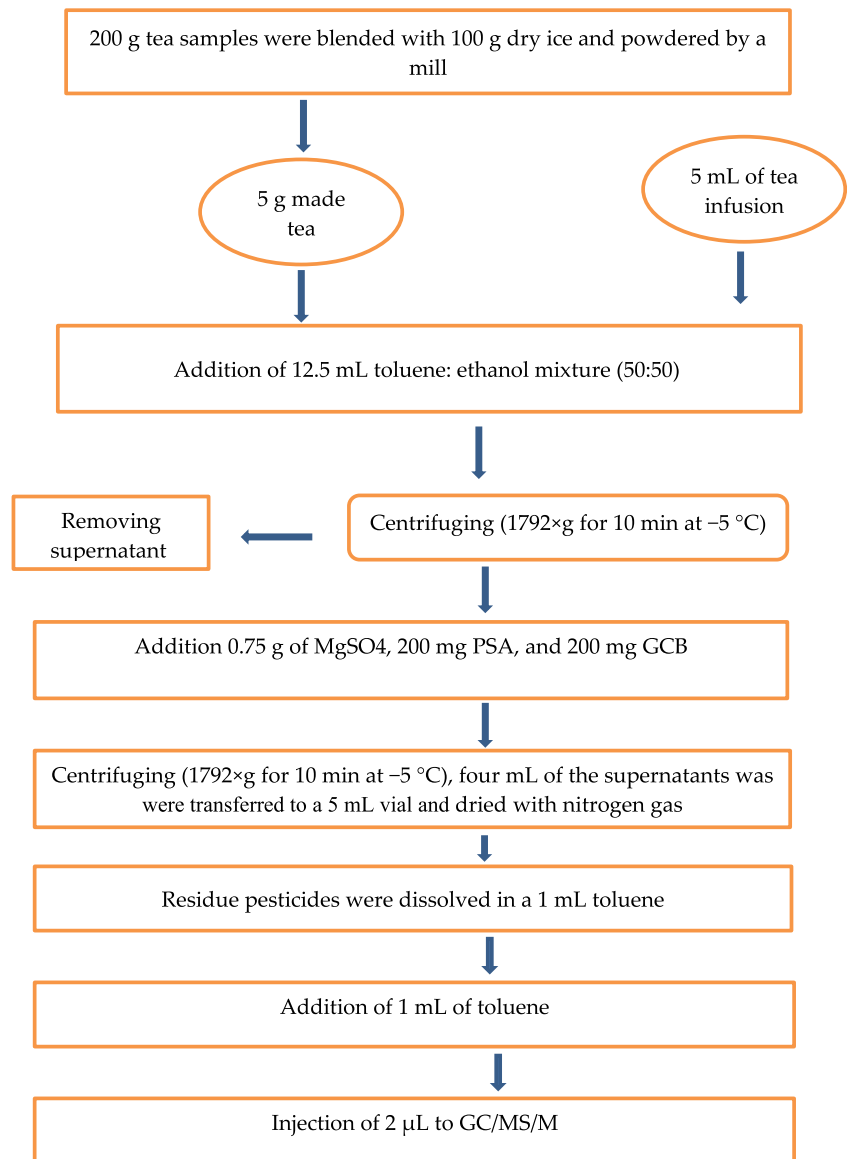 200 g tea samples were blended with 100 g dry ice and powdered by a
mill
5 g made
tea
5 mL of tea
infusion
Addition of 12.5 mL toluene: ethanol mixture (50:50)
Removing
supernatant
Centrifuging (1792×g for 10 min at −5 °C)
Addition 0.75 g of MgSO4, 200 mg PSA, and 200 mg GCB
Centrifuging (1792×g for 10 min at −5 °C), four mL of the supernatants was
were transferred to a 5 mL vial and dried with nitrogen gas
Residue pesticides were dissolved in a 1 mL toluene
Addition of 1 mL of toluene
Injection of 2 µL to GC/MS/M